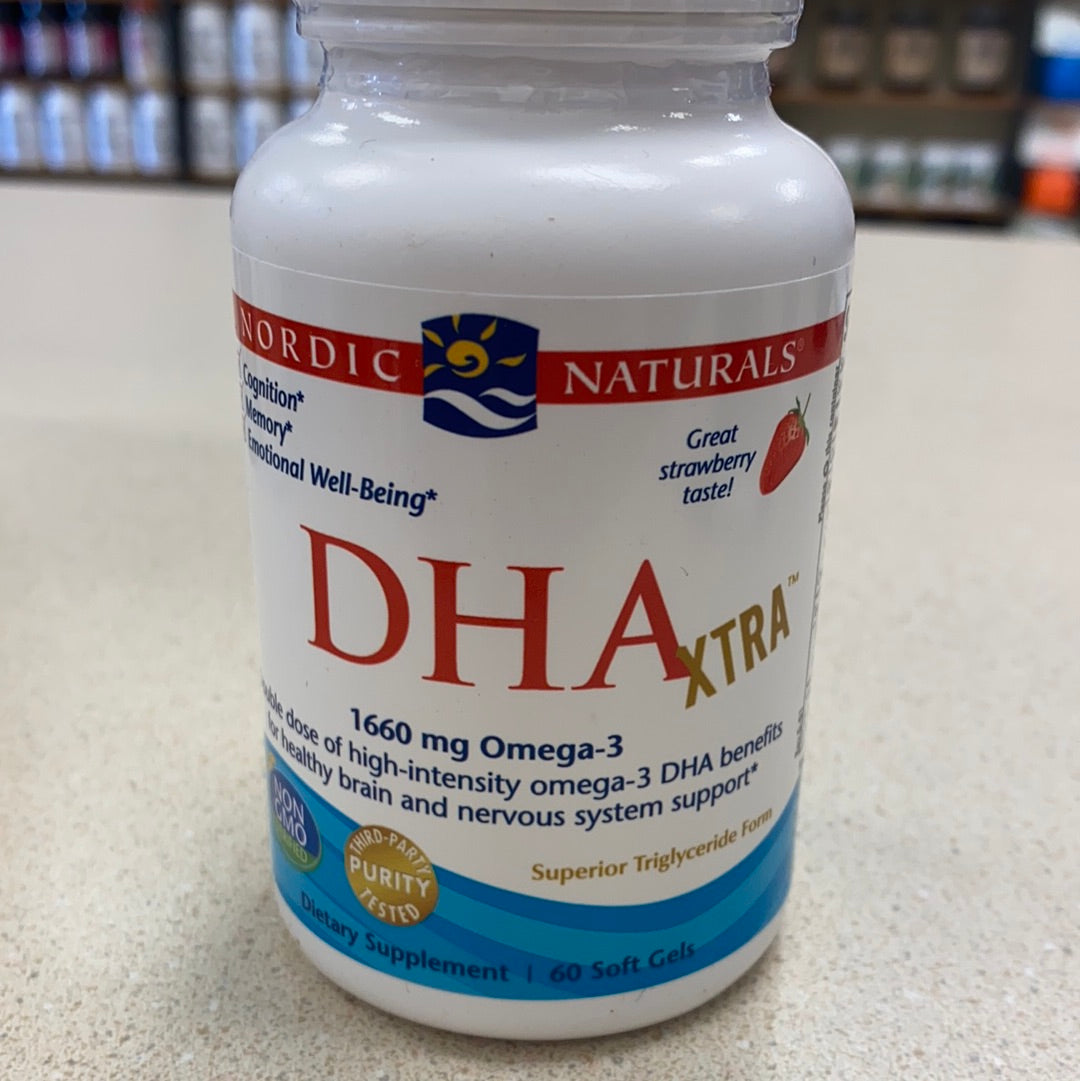 NORDIC NATURALS®
Cognition*
Memory*
Emotional Well-Being*
Great
strawberry
taste!
DHA
XTRA™
1660 mg Omega-3
dose of high-intensity omega-3 DHA benefits
for healthy brain and nervous system support*
NON
GMO
THIRD-PARTY
PURITY
TESTED
Superior Triglyceride Form
Dietary Supplement | 60 Soft Gels